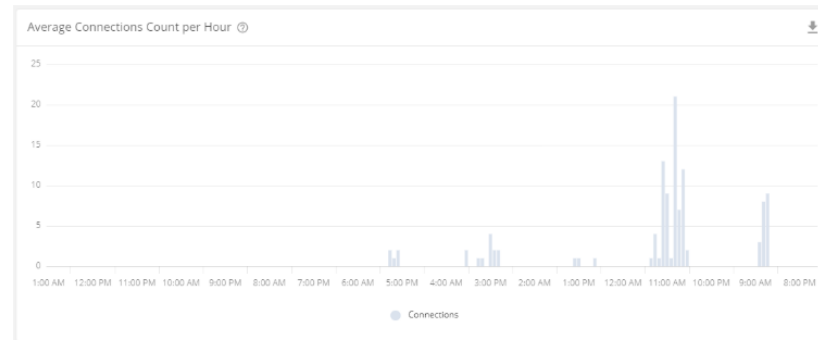 Average Connections Count per Hour
25
20
15
10
5
0
1:00 AM 12:00 PM 11:00 PM 10:00 AM 9:00 PM 8:00 AM 7:00 PM 6:00 AM 5:00 PM 4:00 AM 3:00 PM 2:00 AM 1:00 PM 12:00 AM 11:00 AM 10:00 PM 9:00 AM 8:00 PM
Connections